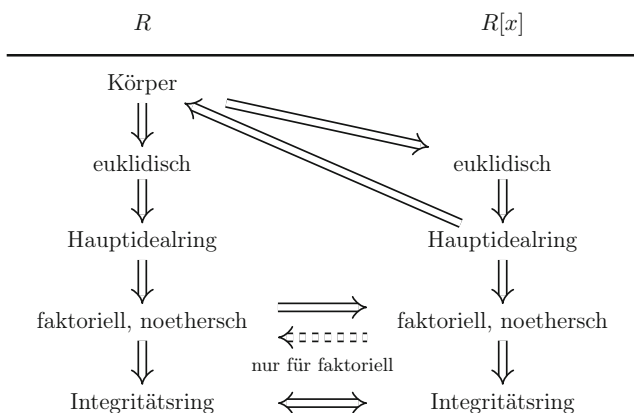 R R[x]
Körper
euklidisch euklidisch
Hauptidealring Hauptidealring
faktoriell, noethersch faktoriell, noethersch
nur für faktoriell
Integritätsring Integritätsring